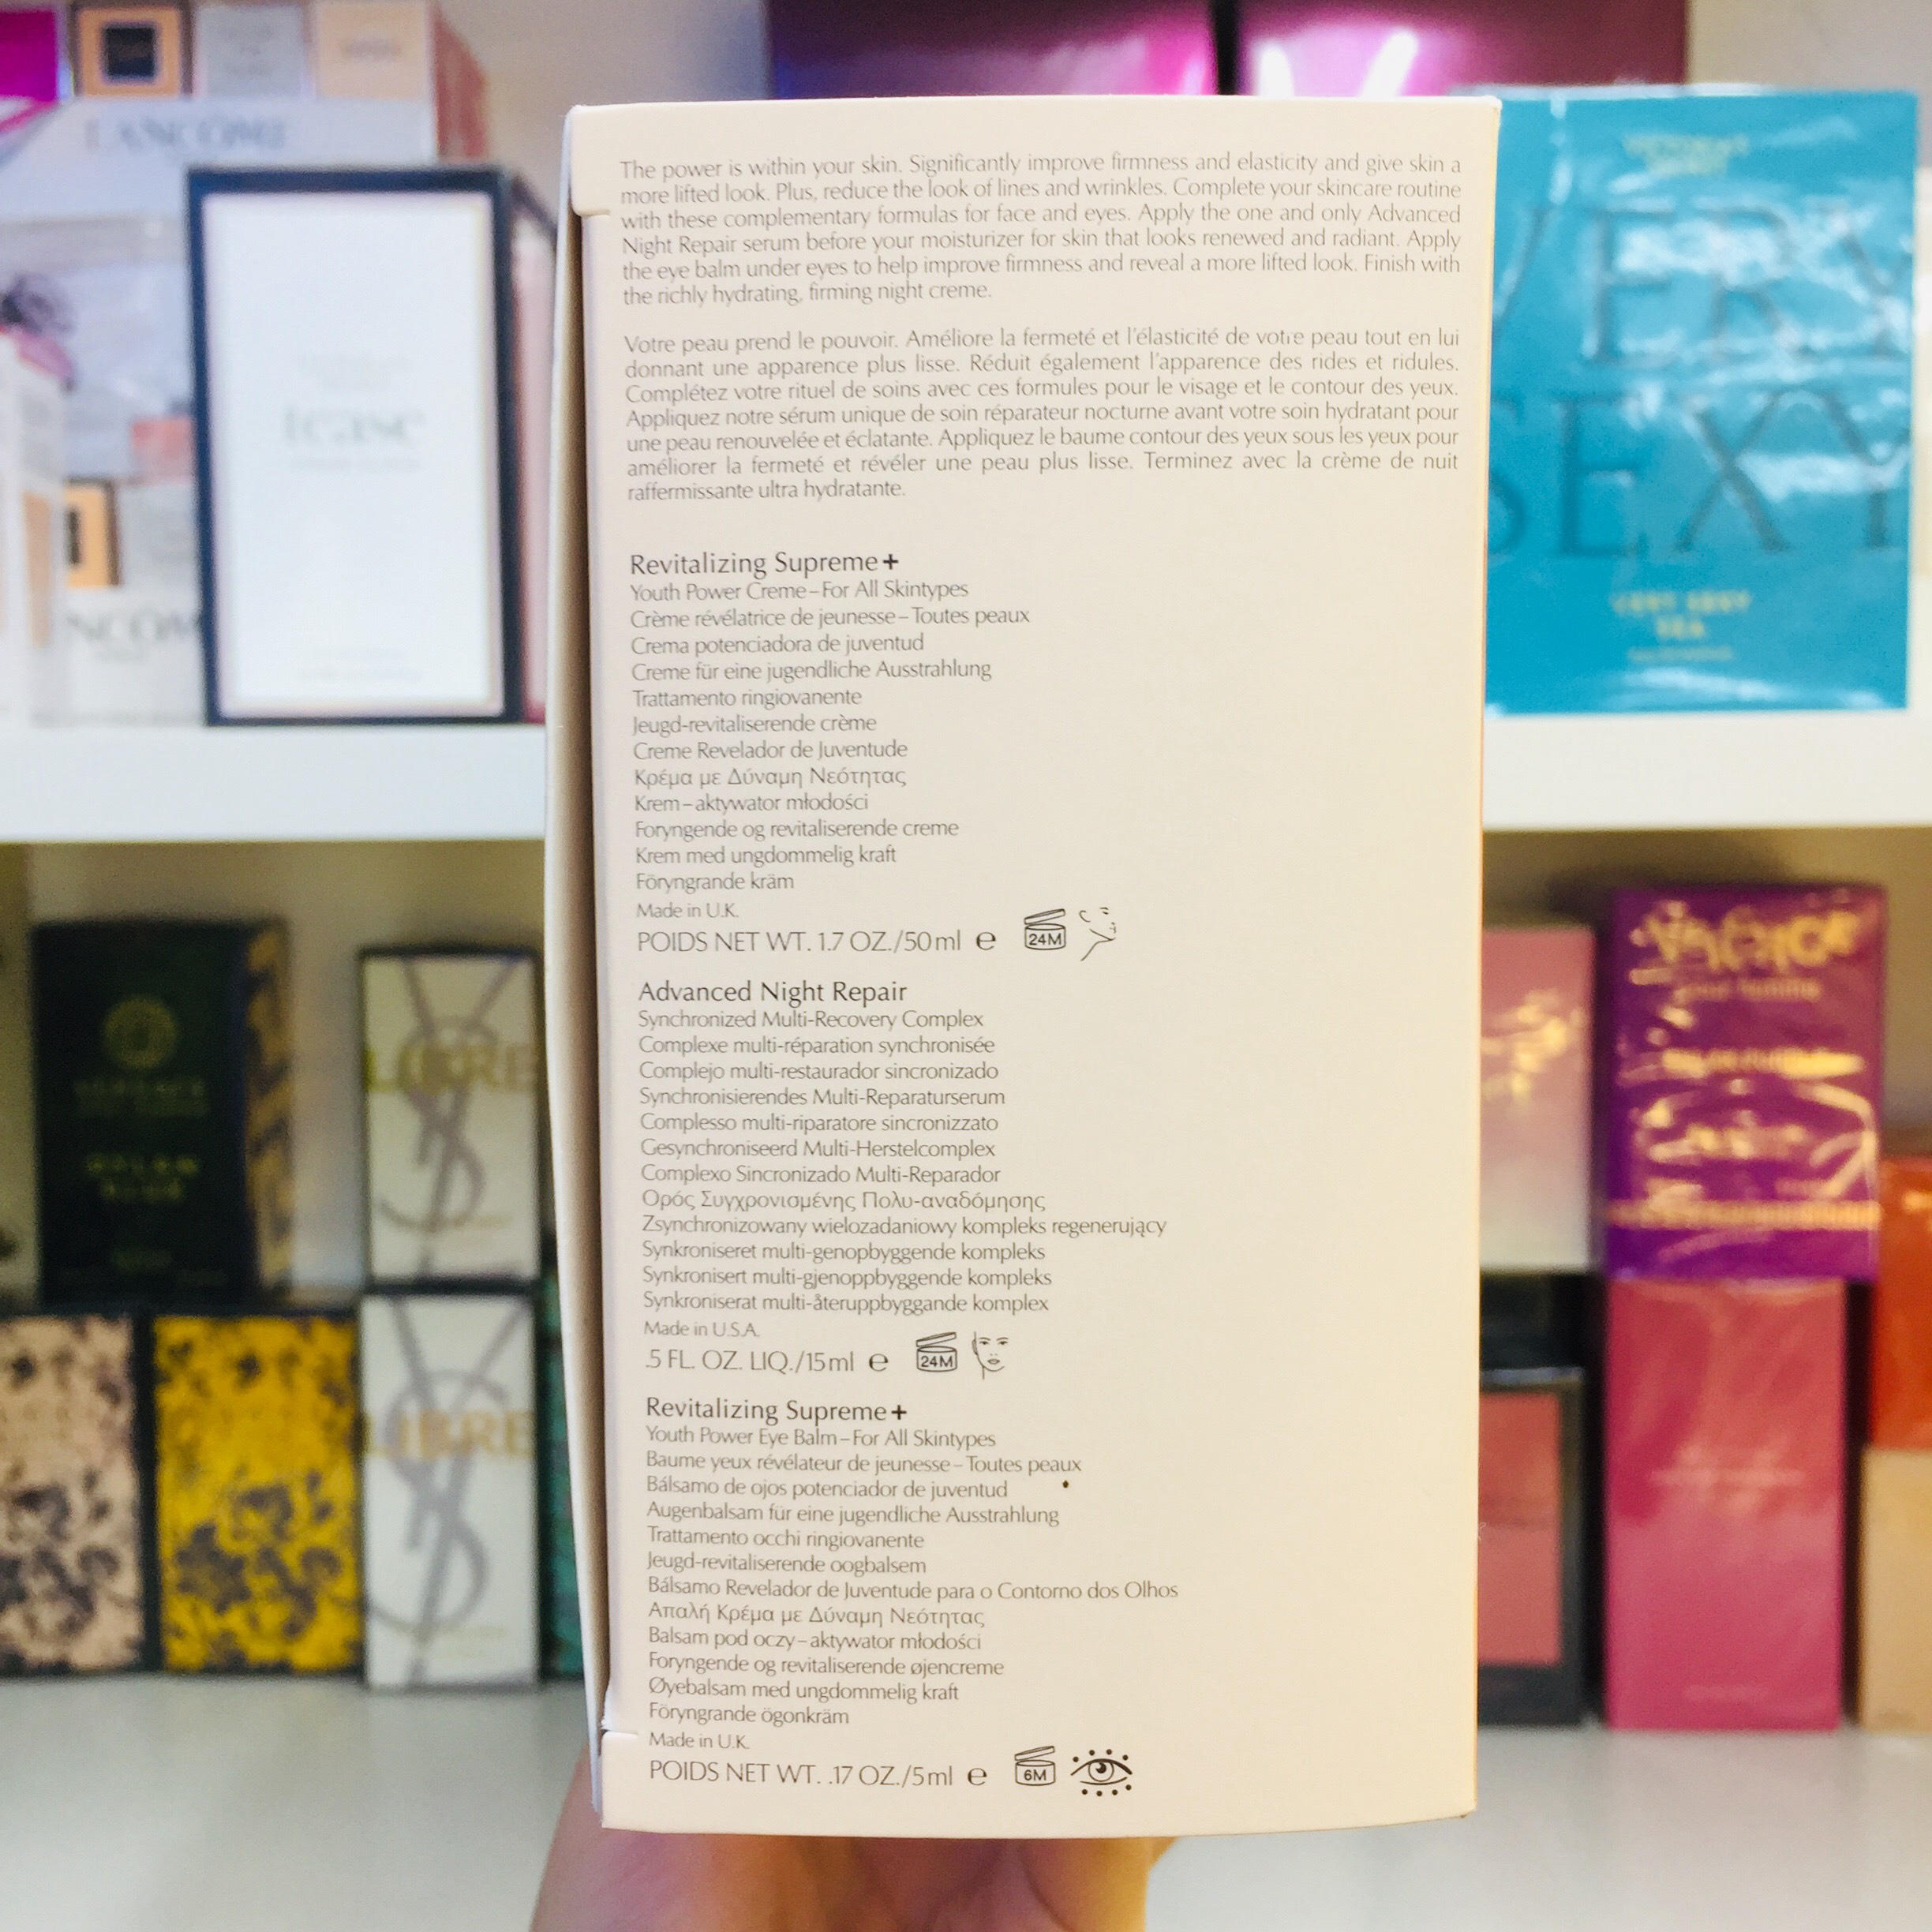 The power is within your skin. Significantly improve firmness and elasticity and give skin a
more lifted look. Plus, reduce the look of lines and wrinkles. Complete your skincare routine
with these complementary formulas for face and eyes. Apply the one and only Advanced
Night Repair serum before your moisturizer for skin that looks renewed and radiant. Apply
the eye balm under eyes to help improve firmness and reveal a more lifted look. Finish with
the richly hydrating, firming night creme.
Votre peau prend le pouvoir. Améliore la fermeté et l'élasticité de votre peau tout en lui
donnant une apparence plus lisse. Réduit également l'apparence des rides et ridules.
Complétez votre rituel de soins avec ces formules pour le visage et le contour des yeux.
Appliquez notre sérum unique de soin réparateur nocturne avant votre soin hydratant pour
une peau renouvelée et éclatante. Appliquez le baume contour des yeux sous les yeux pour
améliorer la fermeté et révéler une peau plus lisse. Terminez avec la crème de nuit
raffermissante ultra hydratante.
Revitalizing Supreme+
Youth Power Creme–For All Skintypes
Crème révélatrice de jeunesse–Toutes peaux
Crema potenciadora de juventud
Creme für eine jugendliche Ausstrahlung
Trattamento ringiovanente
Jeugd-revitaliserende crème
Creme Revelador de Juventude
Κρέμα με Δύναμη Νεότητας
Krem–aktywator młodości
Foryngende og revitaliserende creme
Krem med ungdommelig kraft
Föryngrande kräm
Made in U.K.
POIDS NET WT. 1.7 OZ./50ml e 24M
Advanced Night Repair
Synchronized Multi-Recovery Complex
Complexe multi-réparation synchronisée
Complejo multi-restaurador sincronizado
Synchronisierendes Multi-Reparaturserum
Complesso multi-riparatore sincronizzato
Gesynchroniseerd Multi-Herstelcomplex
Complexo Sincronizado Multi-Reparador
Ορός Συγχρονισμένης Πολυ-αναδόμησης
Zsynchronizowany wielozadaniowy kompleks regenerujący
Synkroniseret multi-genopbyggende kompleks
Synkronisert multi-gjenoppbyggende kompleks
Synkroniserat multi-återuppbyggande komplex
Made in U.S.A.
.5 FL. OZ. LIQ./15ml e 24M
Revitalizing Supreme+
Youth Power Eye Balm–For All Skintypes
Baume yeux révélateur de jeunesse–Toutes peaux
Bálsamo de ojos potenciador de juventud
Augenbalsam für eine jugendliche Ausstrahlung
Trattamento occhi ringiovanente
Jeugd-revitaliserende oogbalsem
Bálsamo Revelador de Juventude para o Contorno dos Olhos
Απαλή Κρέμα με Δύναμη Νεότητας
Balsam pod oczy–aktywator młodości
Foryngende og revitaliserende øjencreme
Øyebalsam med ungdommelig kraft
Föryngrande ögonkräm
Made in U.K.
POIDS NET WT. .17 OZ./5ml e 6M
LANCÔME
tease
VERY
SEXY
VERY SEXY
SEA
LIBRE
LIBRE